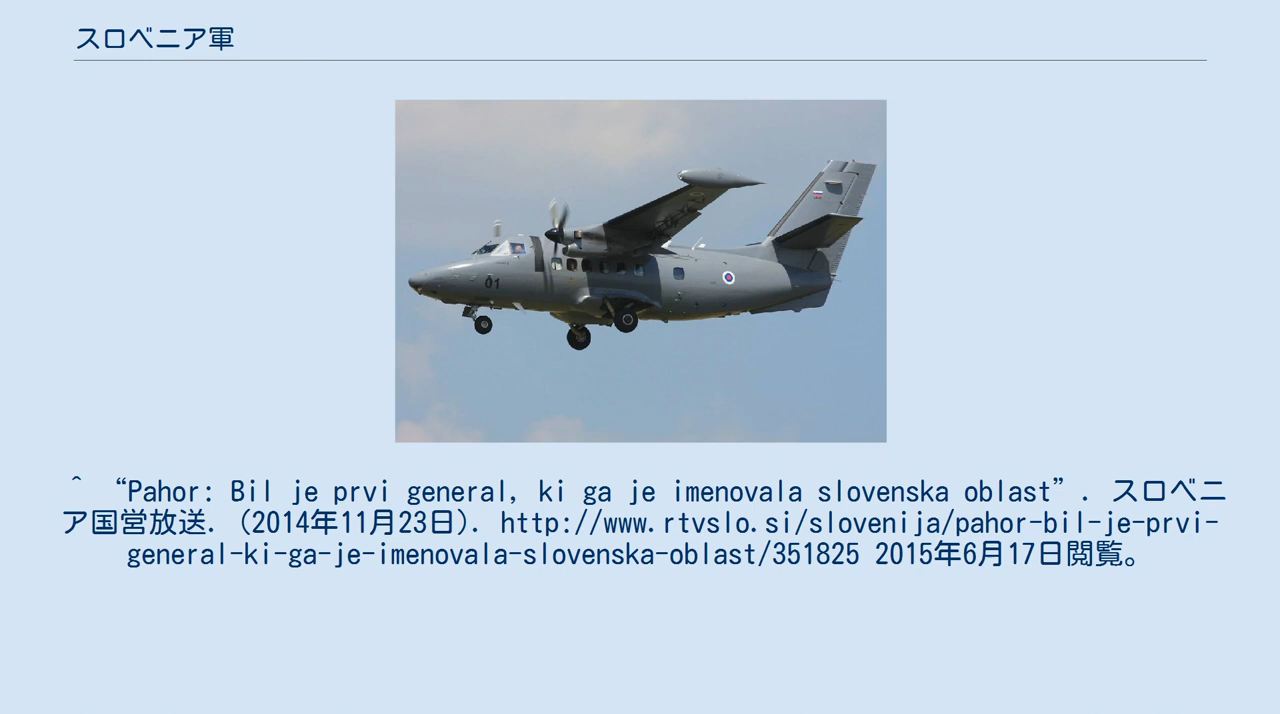 スロベニア軍
01
^ “Pahor: Bil je prvi general, ki ga je imenovala slovenska oblast”. スロベニ
ア国営放送. (2014年11月23日). http://www.rtvslo.si/slovenija/pahor-bil-je-prvi-
general-ki-ga-je-imenovala-slovenska-oblast/351825 2015年6月17日閲覧。